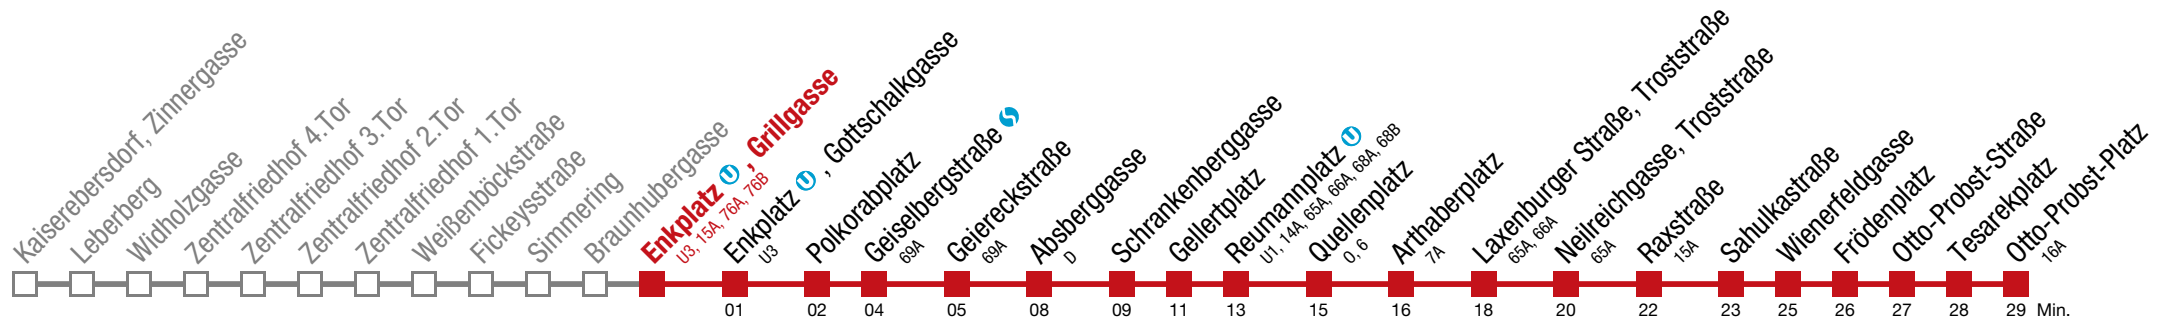 Kaiserebersdorf, Zinnergasse
Leberberg
Widholzgasse
Zentralfriedhof 4.Tor
Zentralfriedhof 3.Tor
Zentralfriedhof 2.Tor
Zentralfriedhof 1.Tor
Weißenböckstraße
Fickeysstraße
Simmering
Braunhubergasse
Enkplatz U, Grillgasse
U3, 15A, 76A, 76B
Enkplatz U, Gottschalkgasse
U3
Polkorabplatz
Geiselbergstraße S
69A
Geiereckstraße
69A
Absberggasse
D
Schrankenberggasse
Gellertplatz
Reumannplatz U
U1, 14A, 65A, 66A, 68A, 68B
Quellenplatz
O, 6
Arthaberplatz
7A
Laxenburger Straße, Troststraße
65A, 66A
Neilreichgasse, Troststraße
65A
Raxstraße
15A
Sahulkastraße
Wienerfeldgasse
Frödenplatz
Otto-Probst-Straße
Tesarekplatz
Otto-Probst-Platz
16A
01 02 04 05 08 09 11 13 15 16 18 20 22 23 25 26 27 28 29 Min.